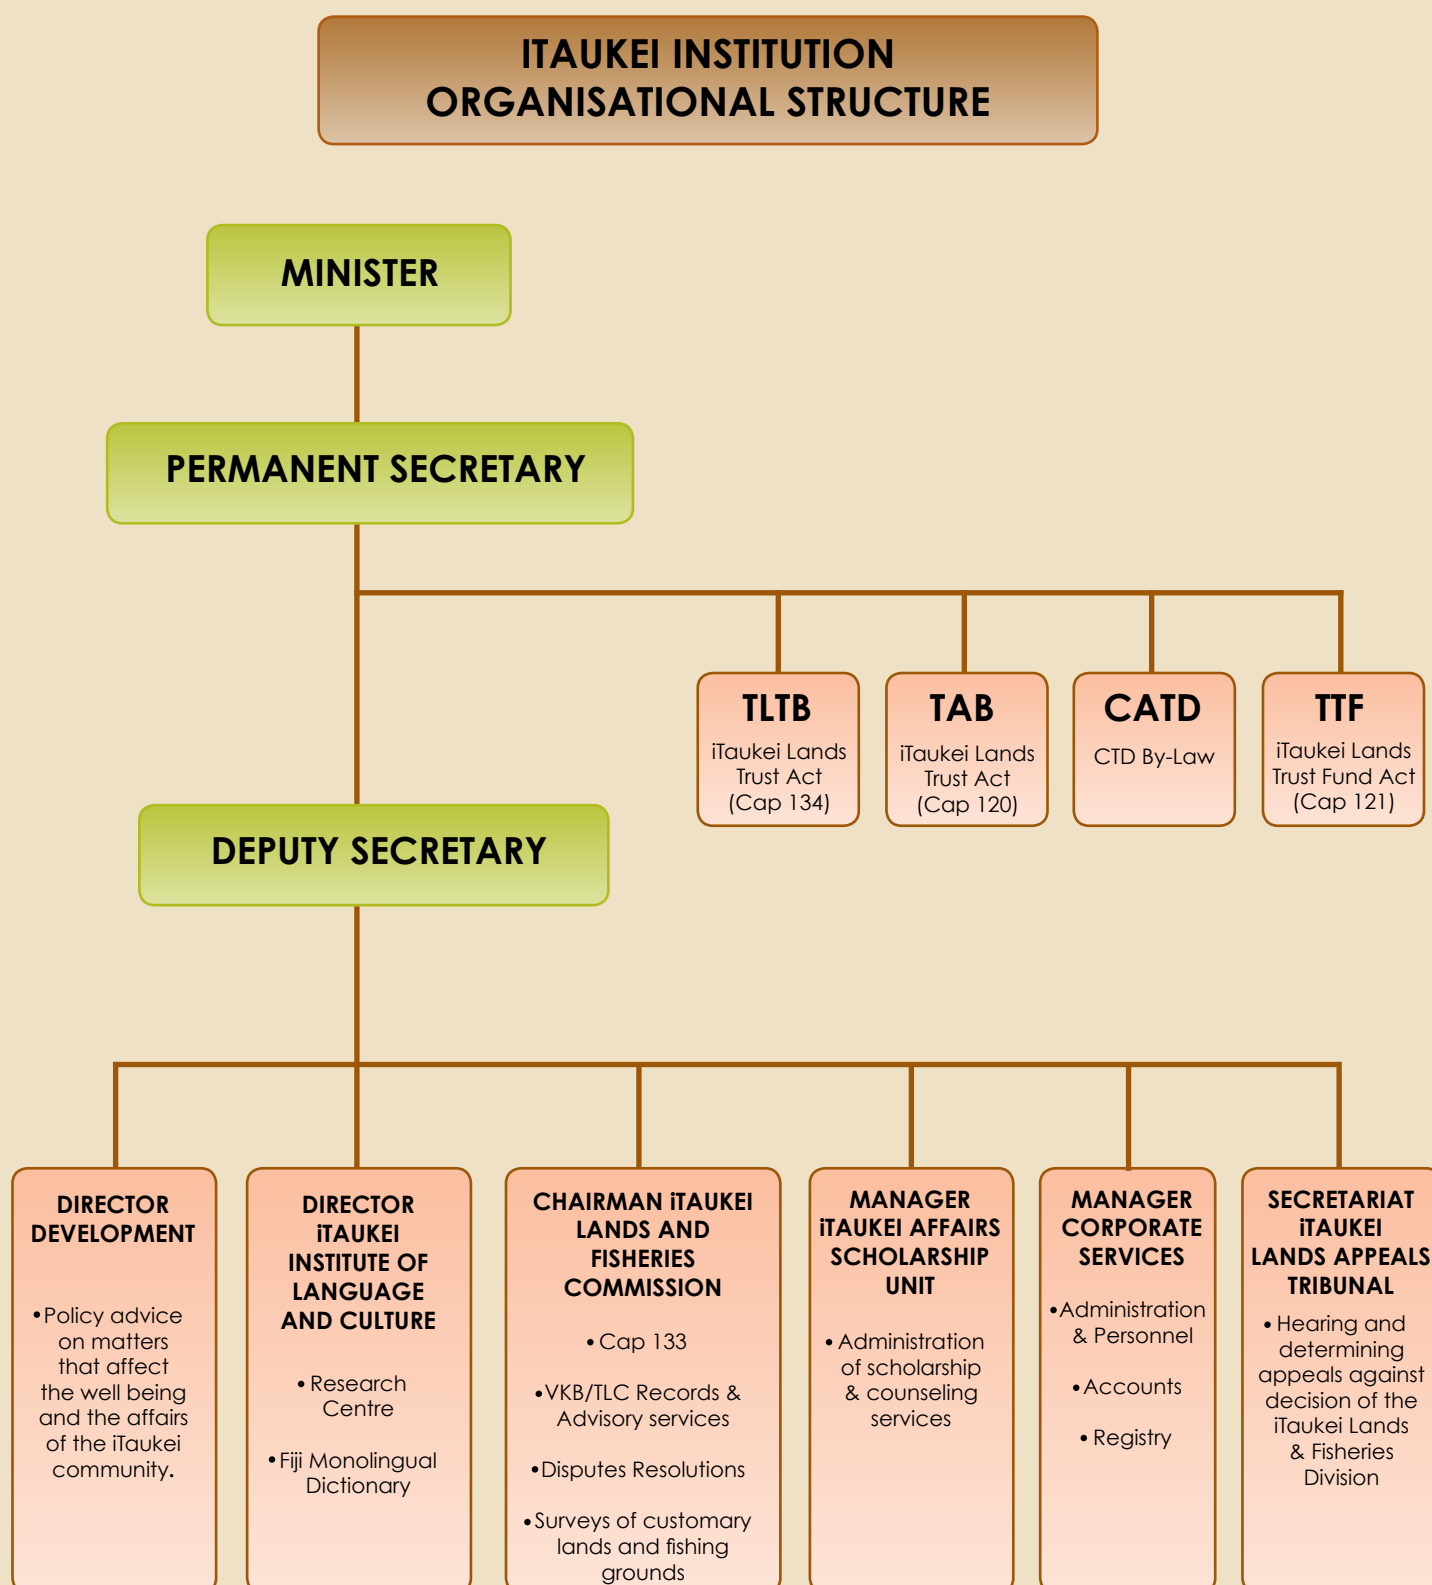 ITAUKEI INSTITUTION
ORGANISATIONAL STRUCTURE
MINISTER
PERMANENT SECRETARY
TLTB
iTaukei Lands
Trust Act
(Cap 134)
TAB
iTaukei Lands
Trust Act
(Cap 120)
CATD
CTD By-Law
TTF
iTaukei Lands
Trust Fund Act
(Cap 121)
DEPUTY SECRETARY
DIRECTOR
DEVELOPMENT
•Policy advice
on matters
that affect
the well being
and the affairs
of the iTaukei
community.
DIRECTOR
iTAUKEI
INSTITUTE OF
LANGUAGE
AND CULTURE
• Research
Centre
•Fiji Monolingual
Dictionary
CHAIRMAN iTAUKEI
LANDS AND
FISHERIES
COMMISSION
• Cap 133
•VKB/TLC Records &
Advisory services
•Disputes Resolutions
•Surveys of customary
lands and fishing
grounds
MANAGER
iTAUKEI AFFAIRS
SCHOLARSHIP
UNIT
• Administration
of scholarship
& counseling
services
MANAGER
CORPORATE
SERVICES
•Administration
& Personnel
•Accounts
• Registry
SECRETARIAT
iTAUKEI
LANDS APPEALS
TRIBUNAL
• Hearing and
determining
appeals against
decision of the
iTaukei Lands
& Fisheries
Division